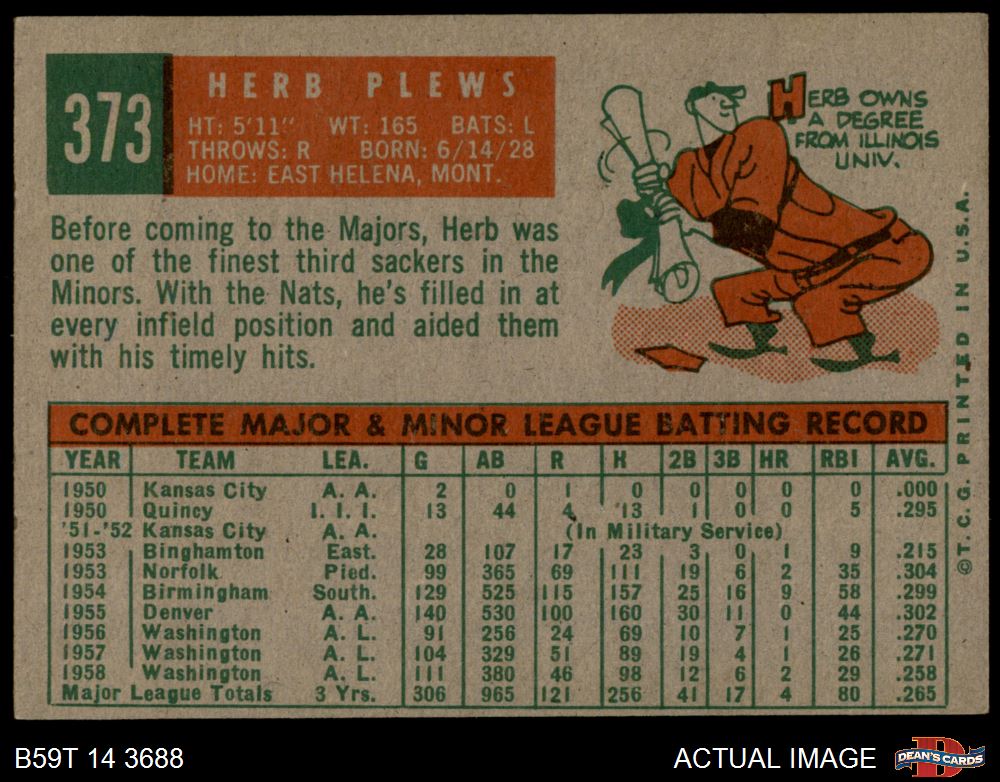 373
HERB PLEWS
HT: 5'11" WT: 165 BATS: L
THROWS: R BORN: 6/14/28
HOME: EAST HELENA, MONT.
HERB OWNS
A DEGREE
FROM ILLINOIS
UNIV.
Before coming to the Majors, Herb was
one of the finest third sackers in the
Minors. With the Nats, he's filled in at
every infield position and aided them
with his timely hits.
COMPLETE MAJOR & MINOR LEAGUE BATTING RECORD
YEAR TEAM LEA. G AB R H 2B 3B HR RBI AVG.
1950 Kansas City A. A. 2 0 1 0 0 0 0 0 .000
1950 Quincy I. I. I. 13 44 4 13 1 0 0 5 .295
'51-'52 Kansas City A. A. (In Military Service)
1953 Binghamton East. 28 107 17 23 3 0 1 9 .215
1953 Norfolk Pied. 99 365 69 111 19 6 2 35 .304
1954 Birmingham South. 129 525 115 157 25 16 9 58 .299
1955 Denver A. A. 140 530 100 160 30 11 0 44 .302
1956 Washington A. L. 91 256 24 69 10 7 1 25 .270
1957 Washington A. L. 104 329 51 89 19 4 1 26 .271
1958 Washington A. L. 111 380 46 98 12 6 2 29 .258
Major League Totals 3 Yrs. 306 965 121 256 41 17 4 80 .265
©T. C. G. PRINTED IN U.S.A.
B59T 14 3688
ACTUAL IMAGE
D
DEAN'S CARDS